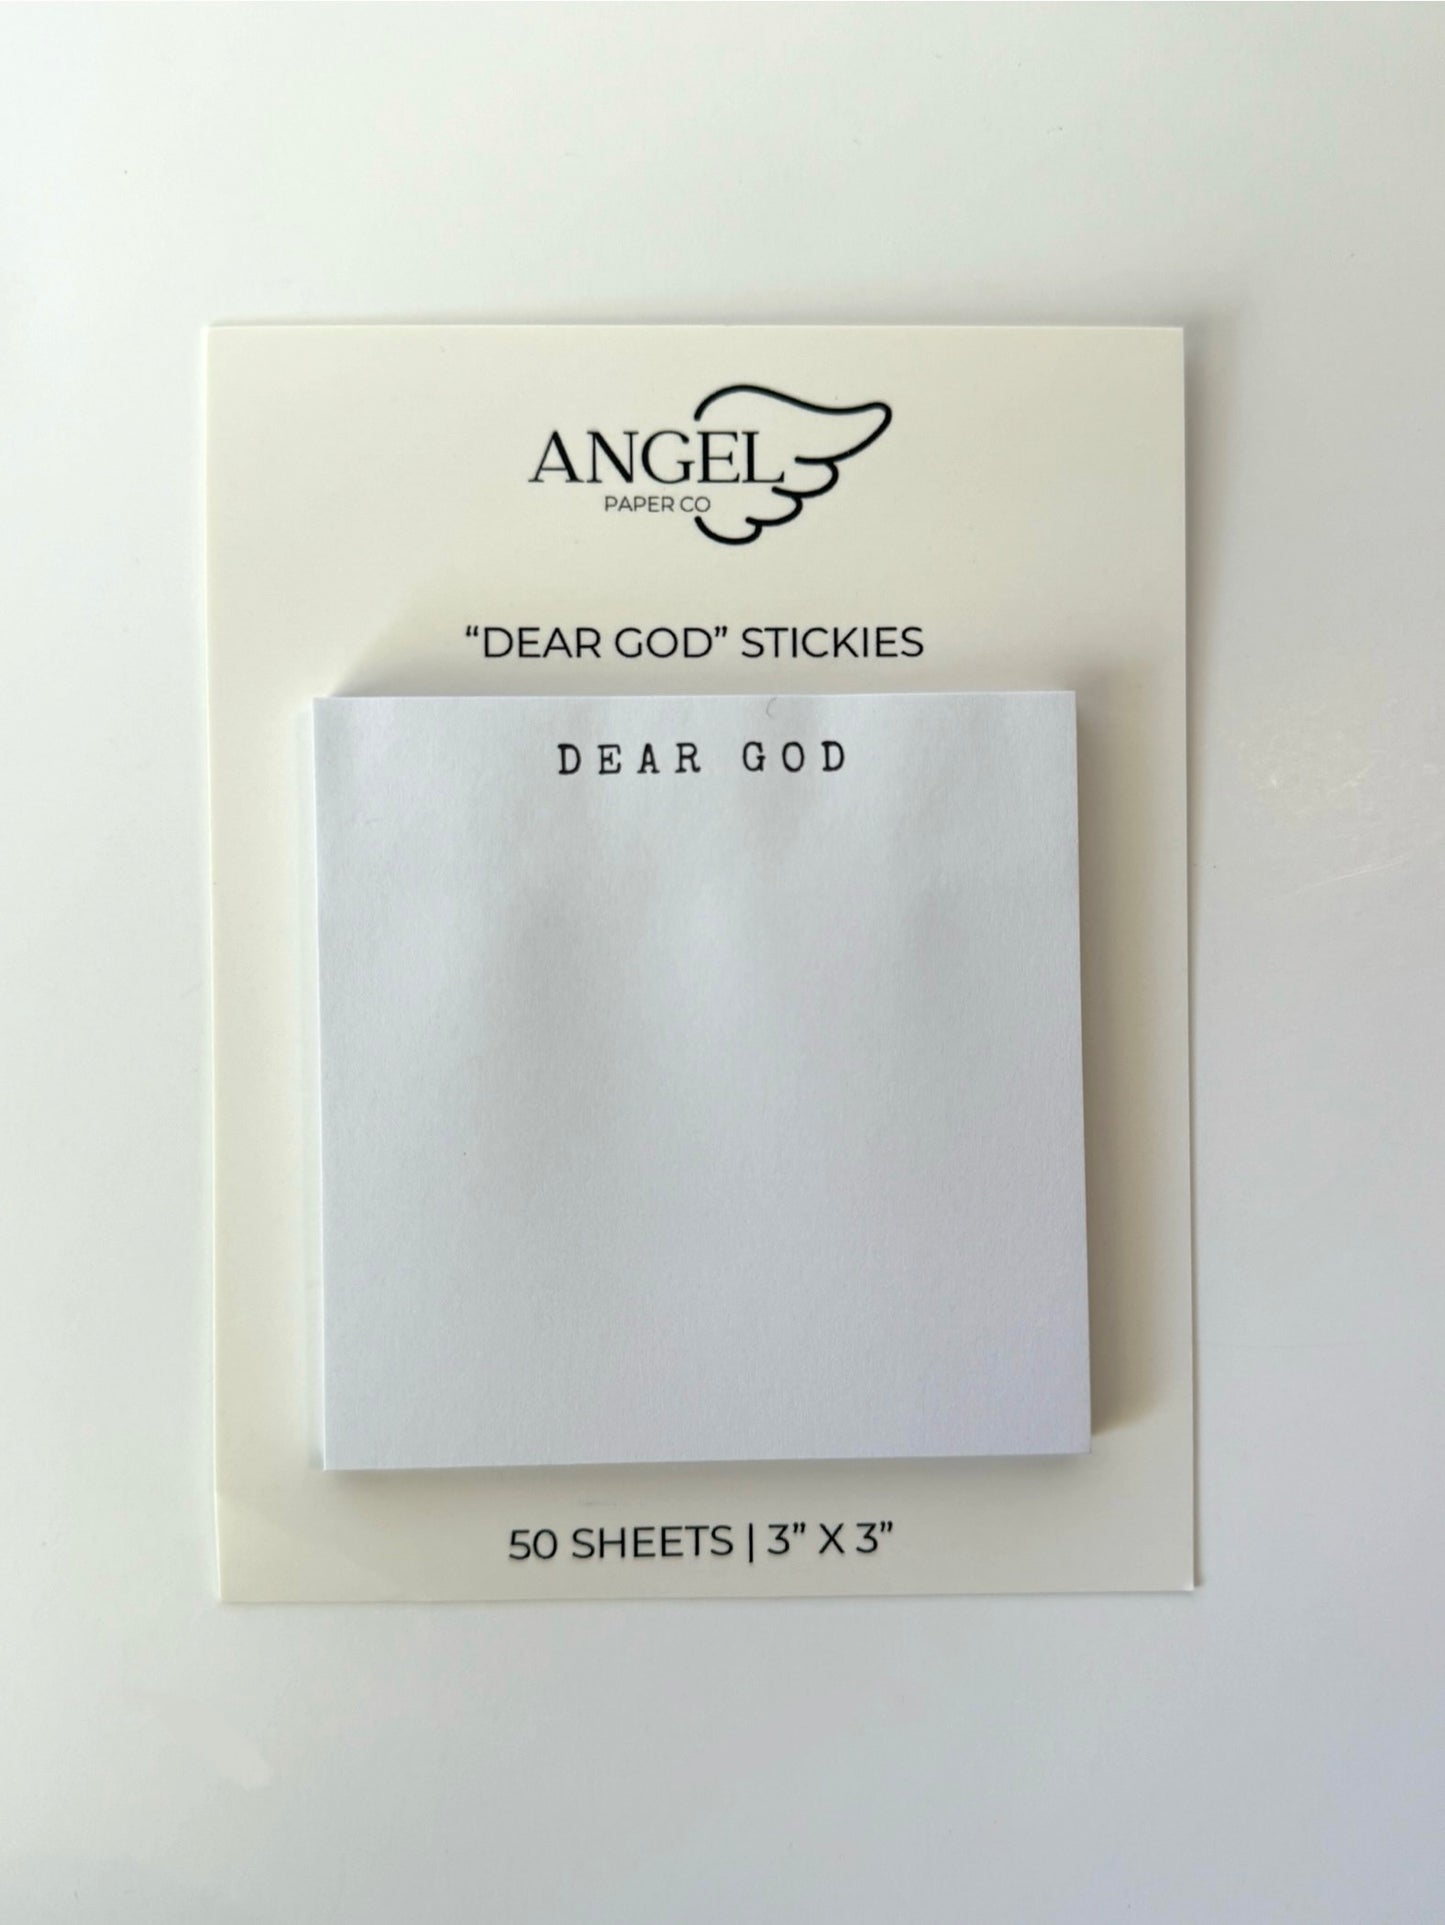 ANGEL
PAPER CO
“DEAR GOD” STICKIES
DEAR GOD
50 SHEETS | 3” X 3”